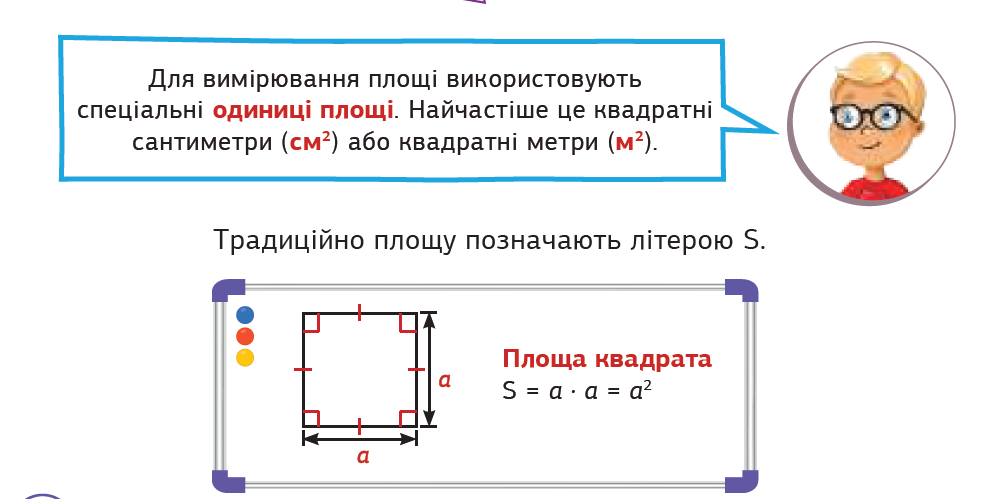 Для вимірювання площі використовують
спеціальні одиниці площі. Найчастіше це квадратні
сантиметри (см²) або квадратні метри (м²).
Традиційно площу позначають літерою S.
a
Площа квадрата
S = a · a = a²
a